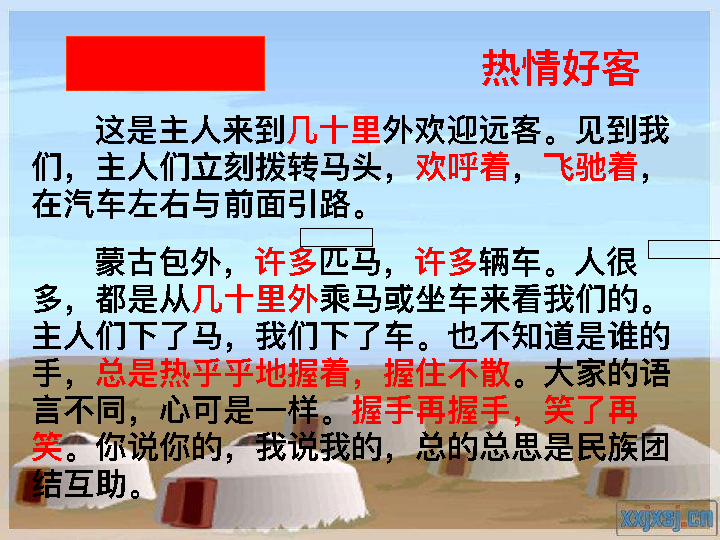 热情好客
这是主人来到几十里外欢迎远客。见到我
们，主人们立刻拨转马头，欢呼着，飞驰着，
在汽车左右与前面引路。
蒙古包外，许多匹马，许多辆车。人很
多，都是从几十里外乘马或坐车来看我们的。
主人们下了马，我们下了车。也不知道是谁的
手，总是热乎乎地握着，握住不散。大家的语
言不同，心可是一样。握手再握手，笑了再
笑。你说你的，我说我的，总的总思是民族团
结互助。
xxjxsj.cn